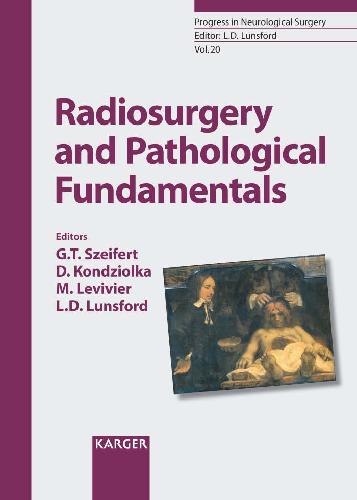 Progress in Neurological Surgery
Editor: L.D. Lunsford
Vol. 20
Radiosurgery
and Pathological
Fundamentals
Editors
G.T. Szeifert
D. Kondziolka
M. Levivier
L.D. Lunsford
KARGER